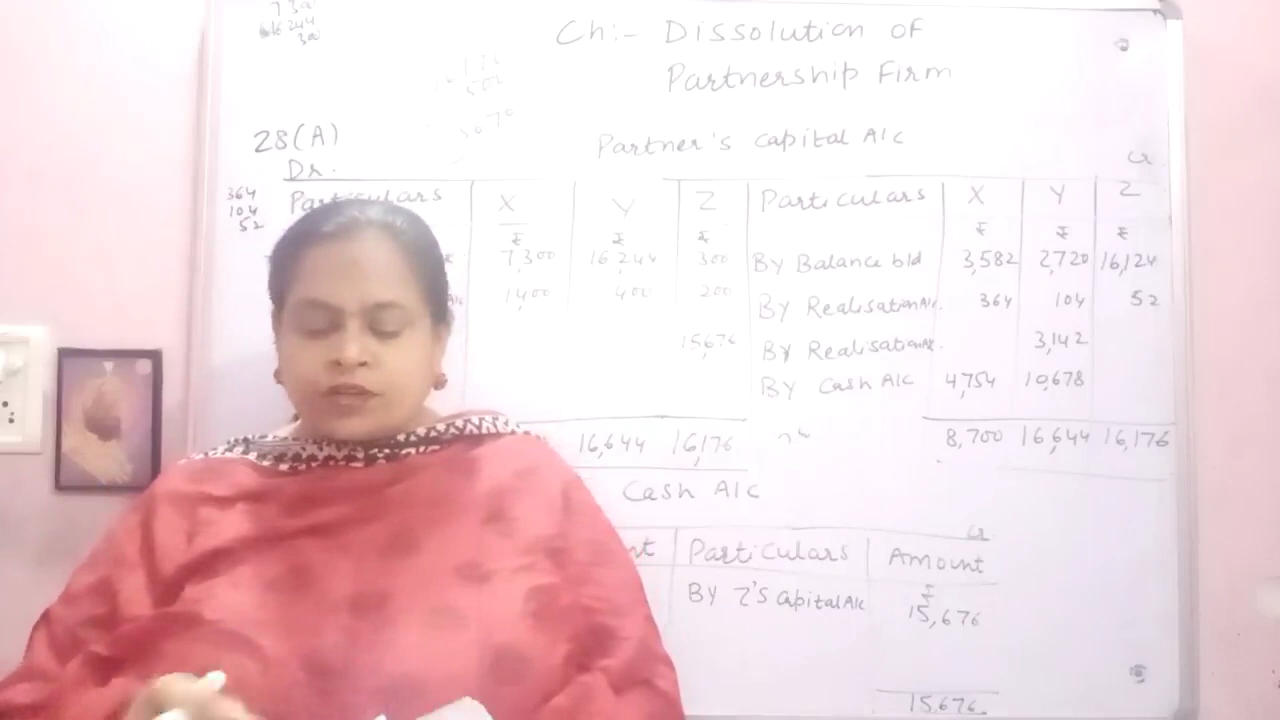 Ch:- Dissolution of
Partnership Firm
28(A)
Partner's Capital A/c
Dr.
Cr.
364
104
52
Particulars X Y Z Particulars X Y Z
₹ ₹ ₹ ₹ ₹ ₹
7,300 16,244 300 By Balance b/d 3,582 2,720 16,124
1,400 400 200 By Realisation A/c. 364 104 52
15,676 By Realisation A/c. 3,142
By Cash A/c 4,754 10,678
16,644 16,176 8,700 16,644 16,176
Cash A/c
Cr
Particulars Amount
₹
By Z's Capital A/c 15,676
15,676